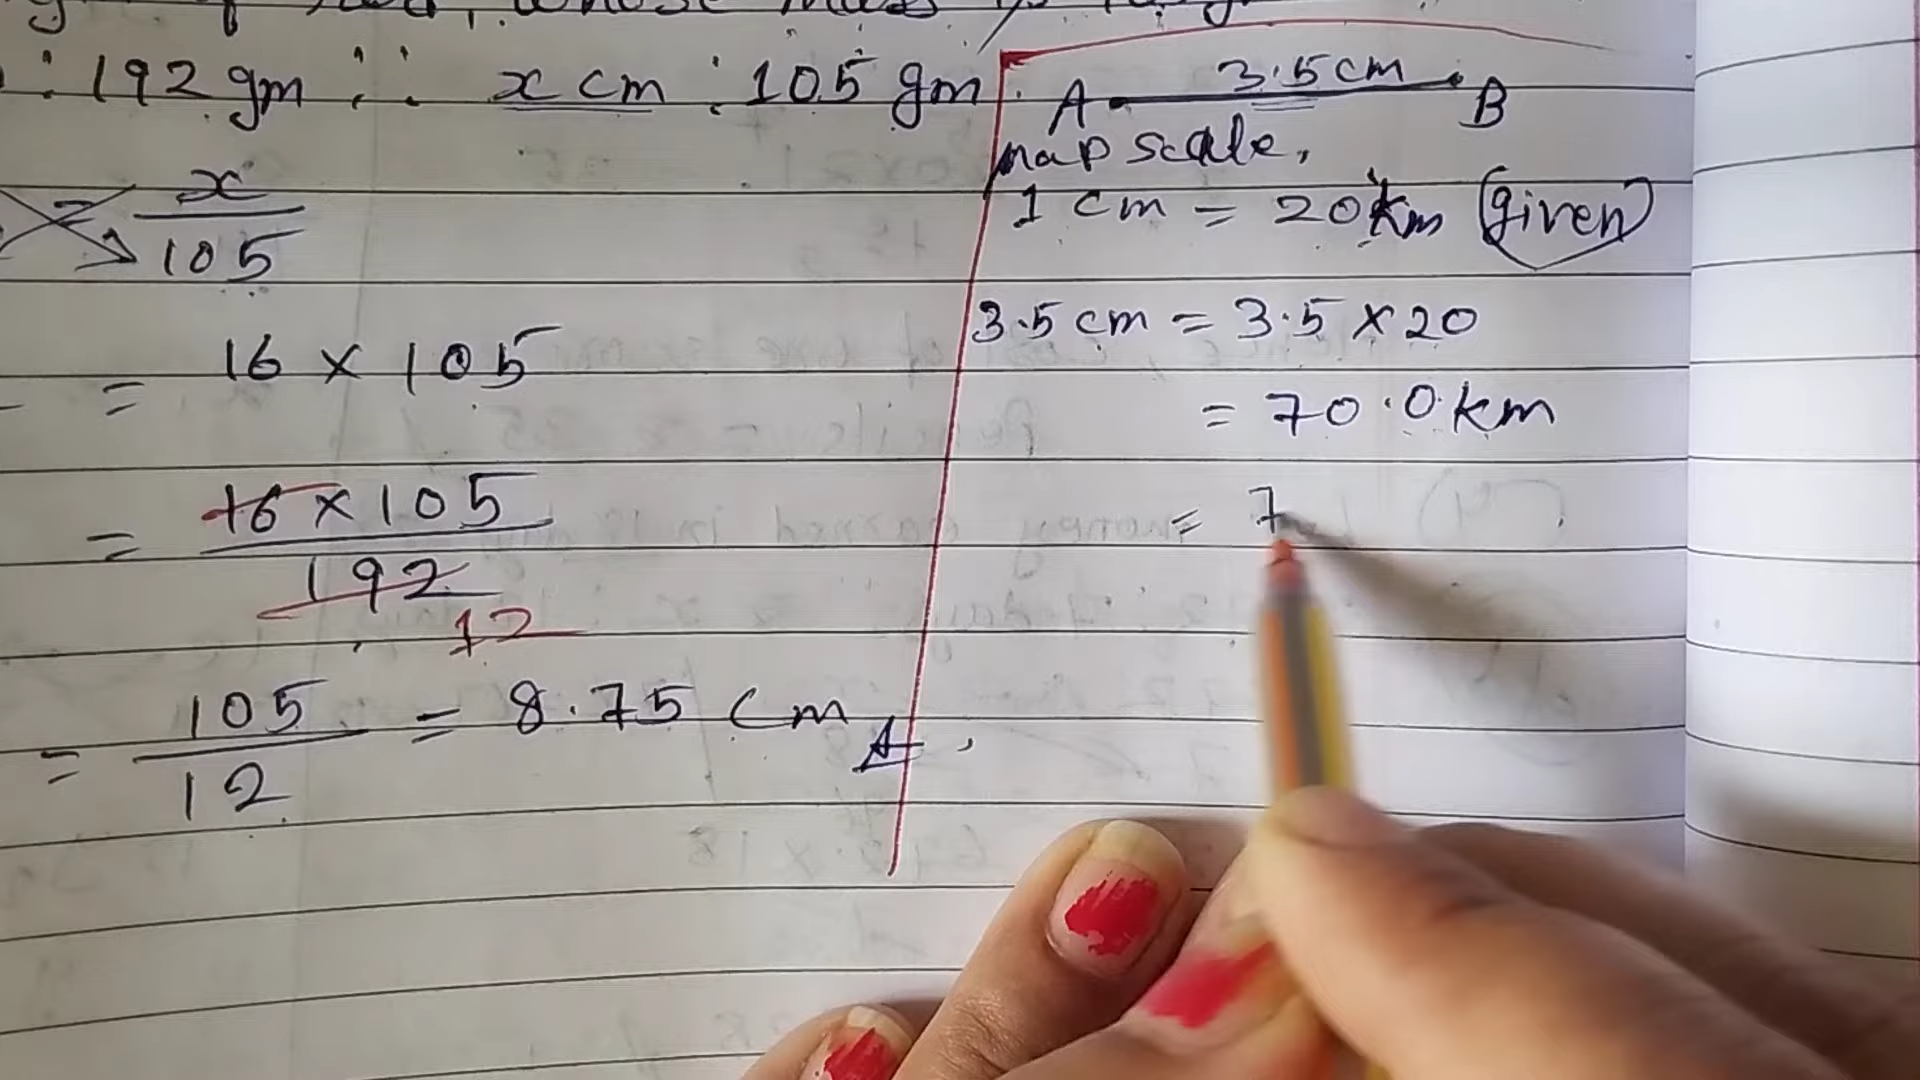 : 192 gm ∴ x cm : 105 gm.
= x / 105
= 16 x 105
= 16 x 105 / 192
12
= 105 / 12 = 8.75 cm
A 3.5 cm B
map scale,
1 cm = 20 km (given)
3.5 cm = 3.5 x 20
= 70.0 km
= 7